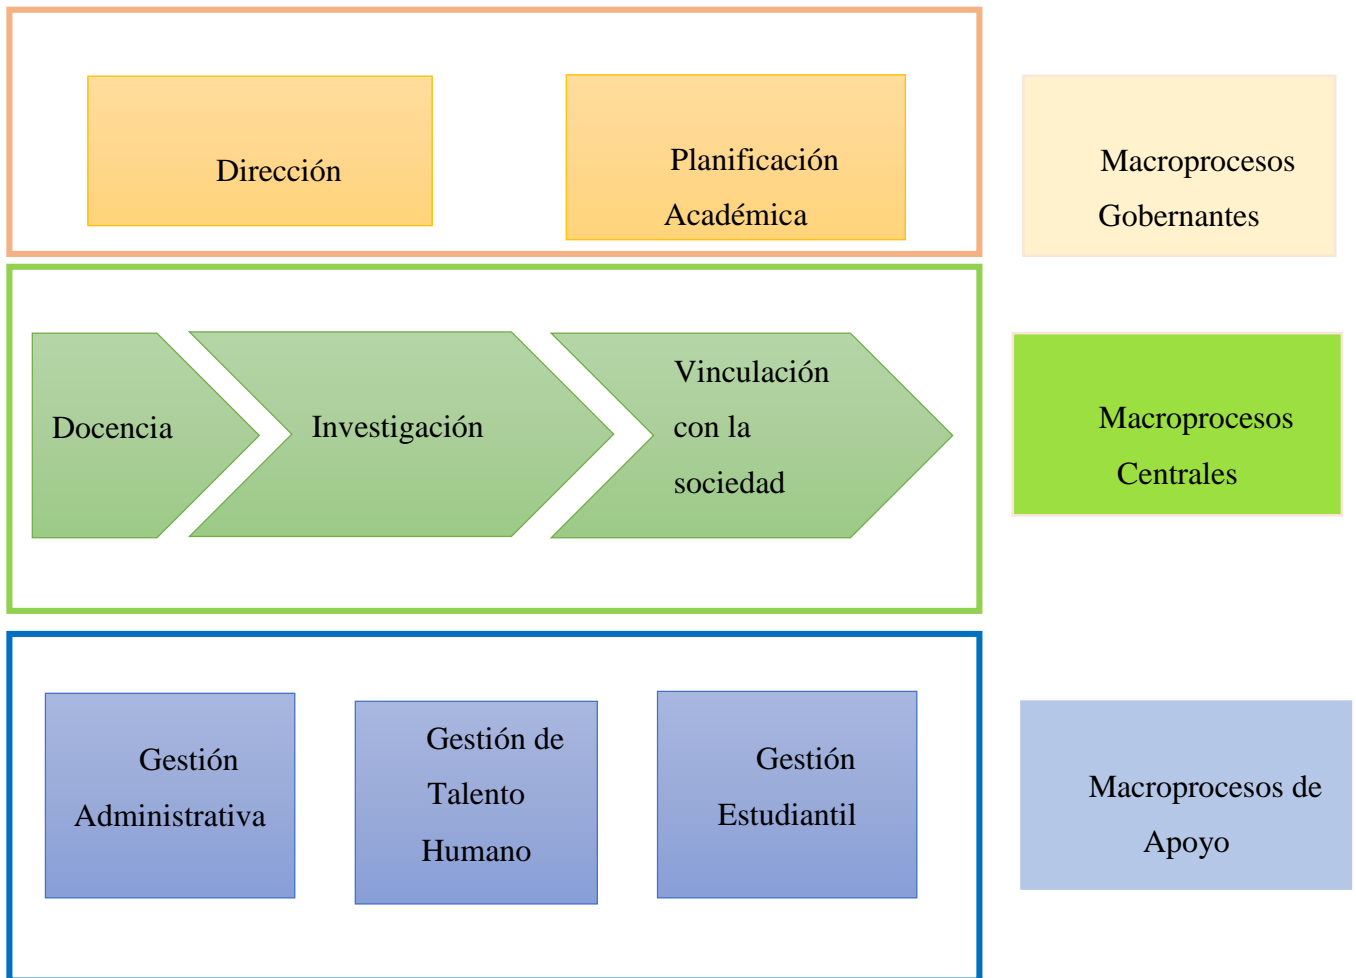 Dirección
Planificación
Académica
Macroprocesos
Gobernantes
Docencia
Investigación
Vinculación
con la
sociedad
Macroprocesos
Centrales
Gestión
Administrativa
Gestión de
Talento
Humano
Gestión
Estudiantil
Macroprocesos de
Apoyo